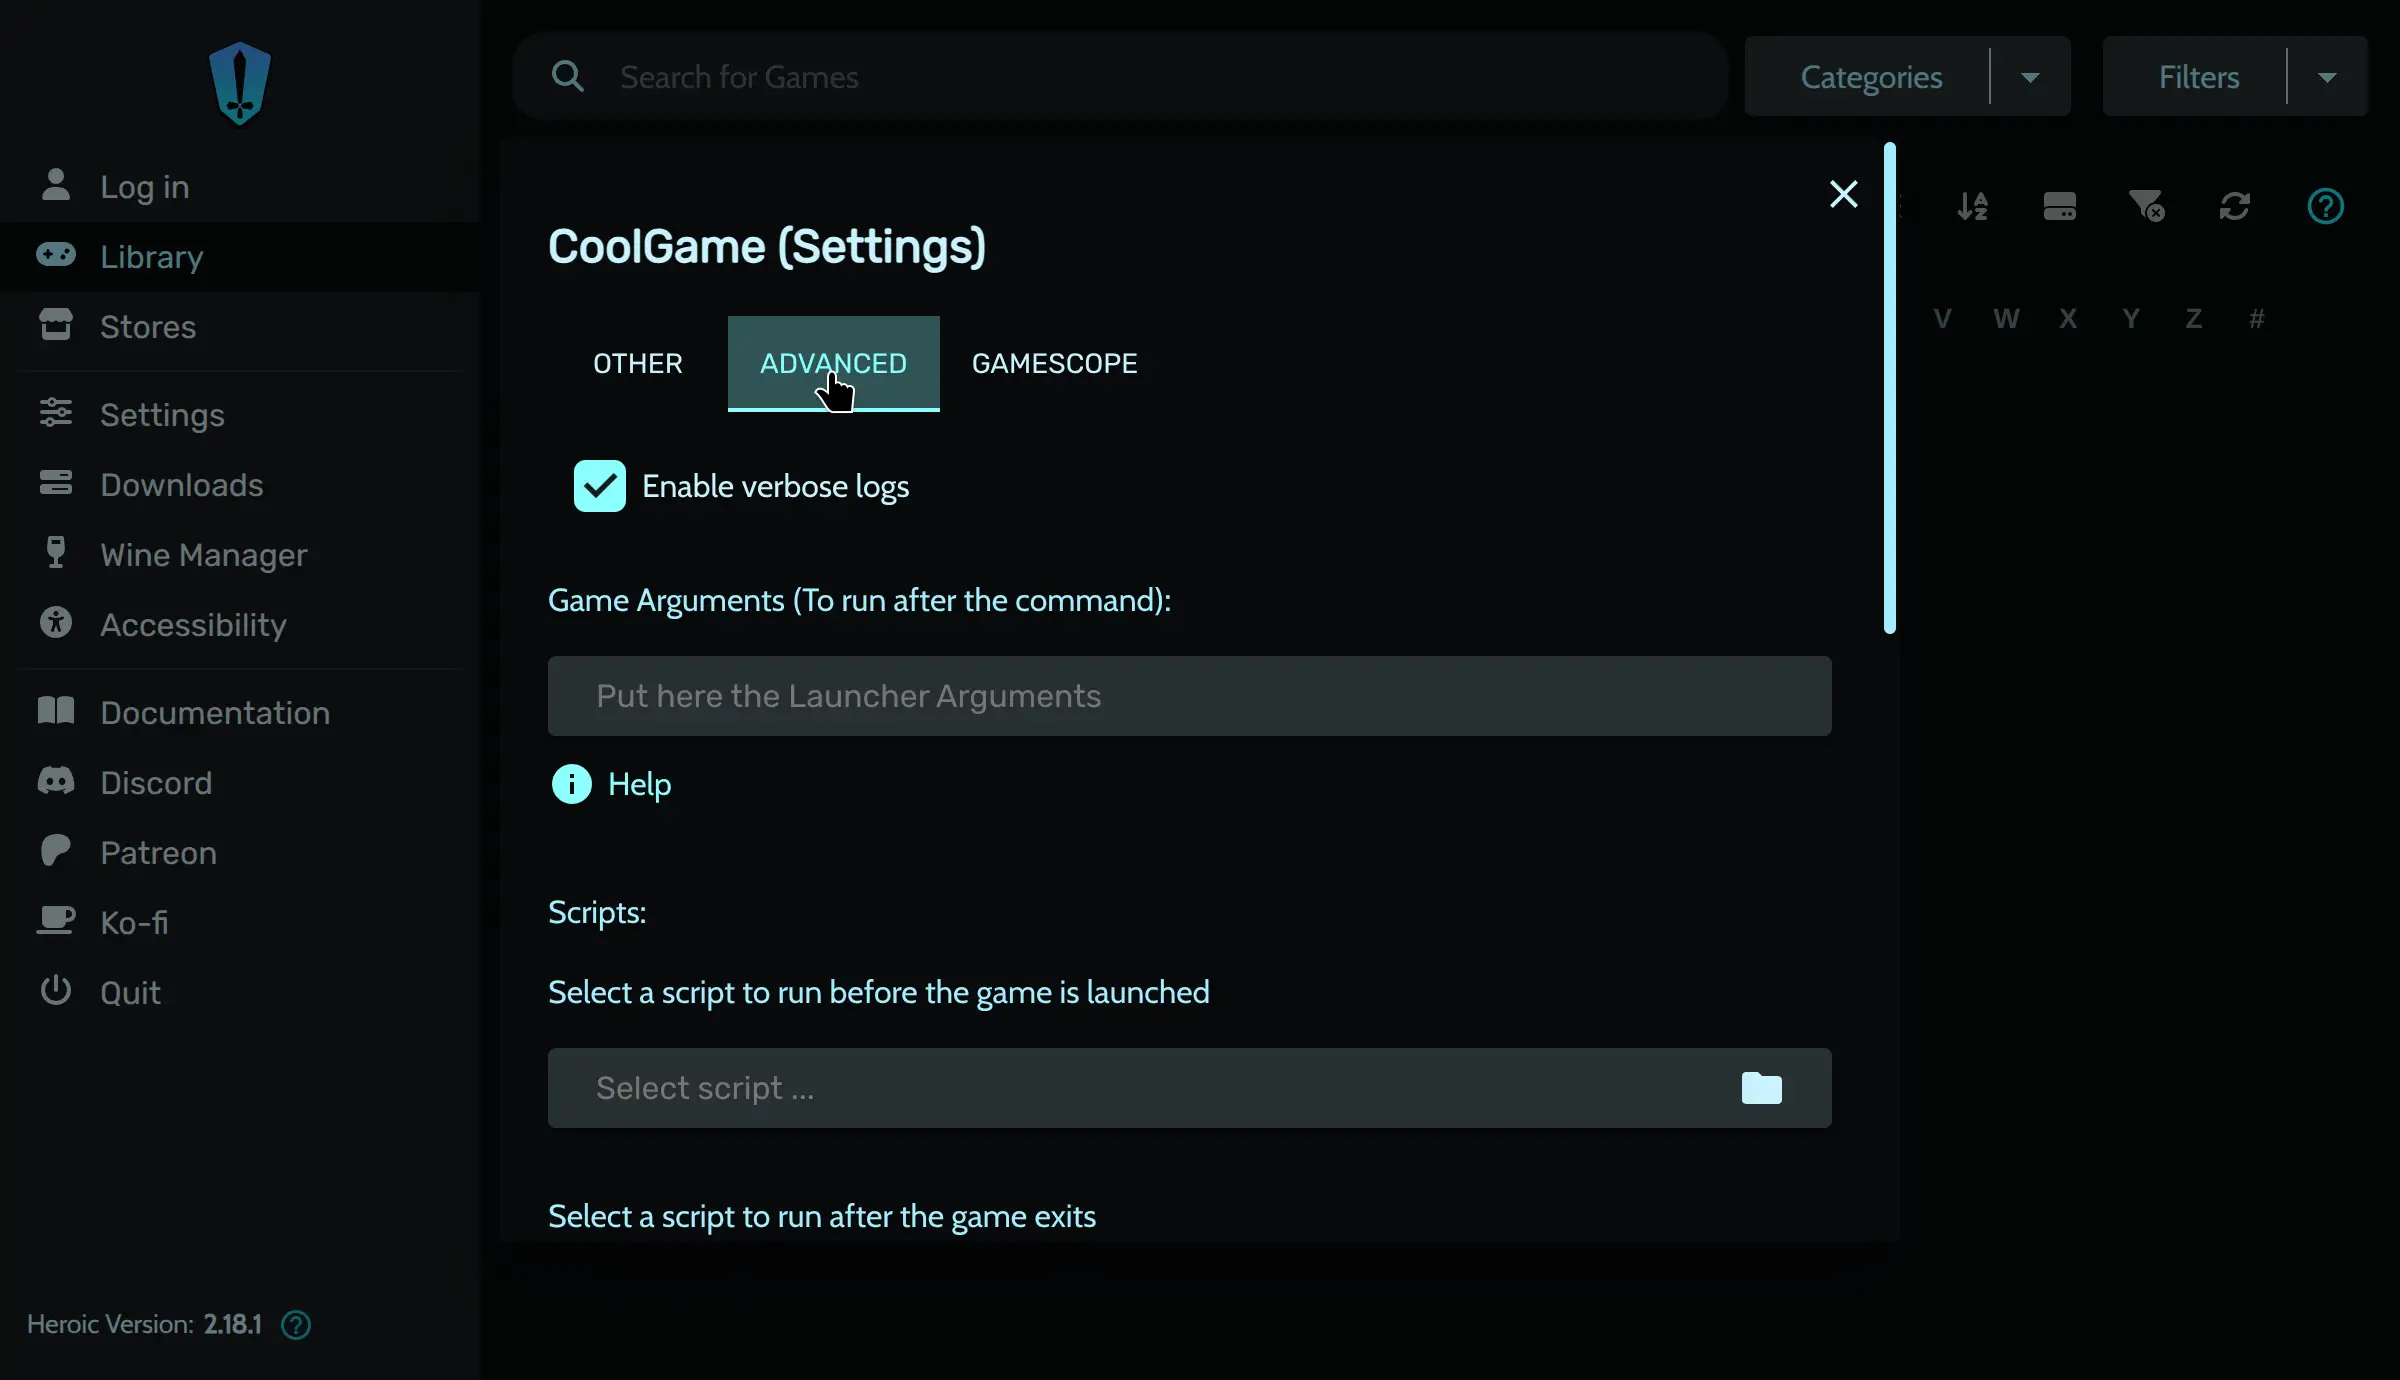 Search for Games
Categories
Filters
Log in
Library
Stores
Settings
Downloads
Wine Manager
Accessibility
Documentation
Discord
Patreon
Ko-fi
Quit
Heroic Version: 2.18.1
CoolGame (Settings)
OTHER ADVANCED GAMESCOPE
Enable verbose logs
Game Arguments (To run after the command):
Put here the Launcher Arguments
Help
Scripts:
Select a script to run before the game is launched
Select script ...
Select a script to run after the game exits
V W X Y Z #